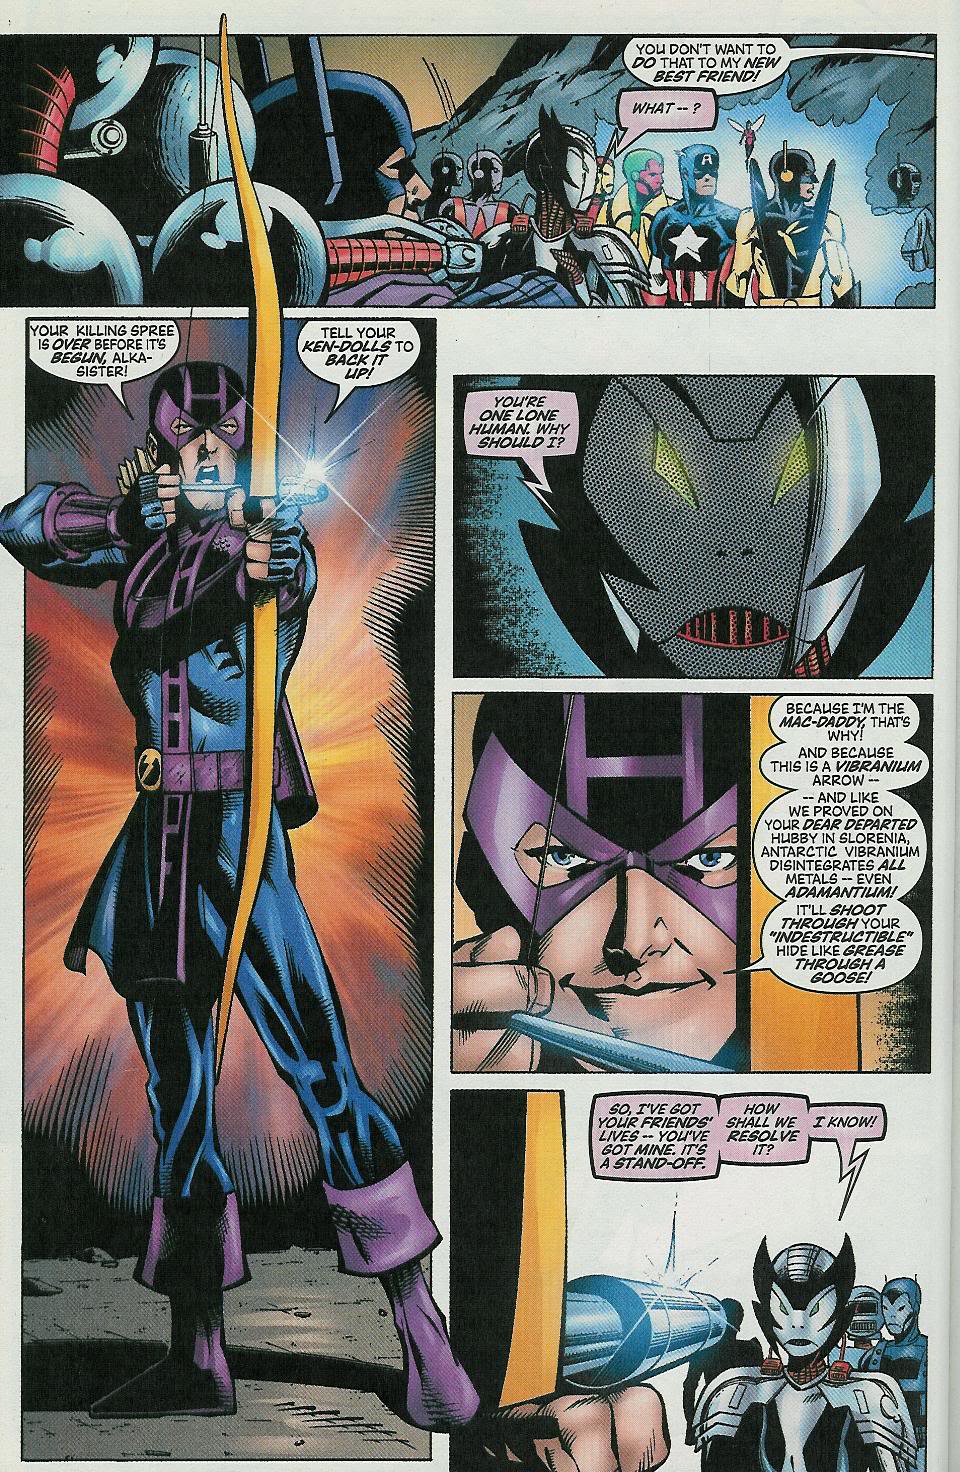 YOU DON'T WANT TO
DO THAT TO MY NEW
BEST FRIEND!
WHAT -- ?
A
YOUR KILLING SPREE
IS OVER BEFORE IT'S
BEGUN, ALKA-
SISTER!
TELL YOUR
KEN-DOLLS TO
BACK IT
UP!
H
YOU'RE
ONE LONE
HUMAN. WHY
SHOULD I?
BECAUSE I'M THE
MAC-DADDY, THAT'S
WHY!
AND BECAUSE
THIS IS A VIBRANIUM
ARROW --
-- AND LIKE
WE PROVED ON
YOUR DEAR DEPARTED
HUBBY IN SLORENIA,
ANTARCTIC VIBRANIUM
DISINTEGRATES ALL
METALS -- EVEN
ADAMANTIUM!
IT'LL SHOOT
THROUGH YOUR
"INDESTRUCTIBLE"
HIDE LIKE GREASE
THROUGH A
GOOSE!
SO, I'VE GOT
YOUR FRIENDS'
LIVES -- YOU'VE
GOT MINE. IT'S
A STAND-OFF.
HOW
SHALL WE
RESOLVE
IT?
I KNOW!